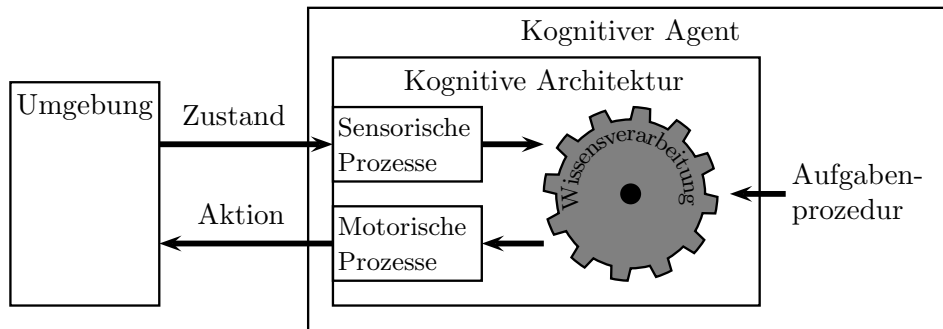 Kognitiver Agent
Kognitive Architektur
Umgebung
Zustand
Sensorische
Prozesse
Wissensverarbeitung
Aufgaben-
prozedur
Aktion
Motorische
Prozesse